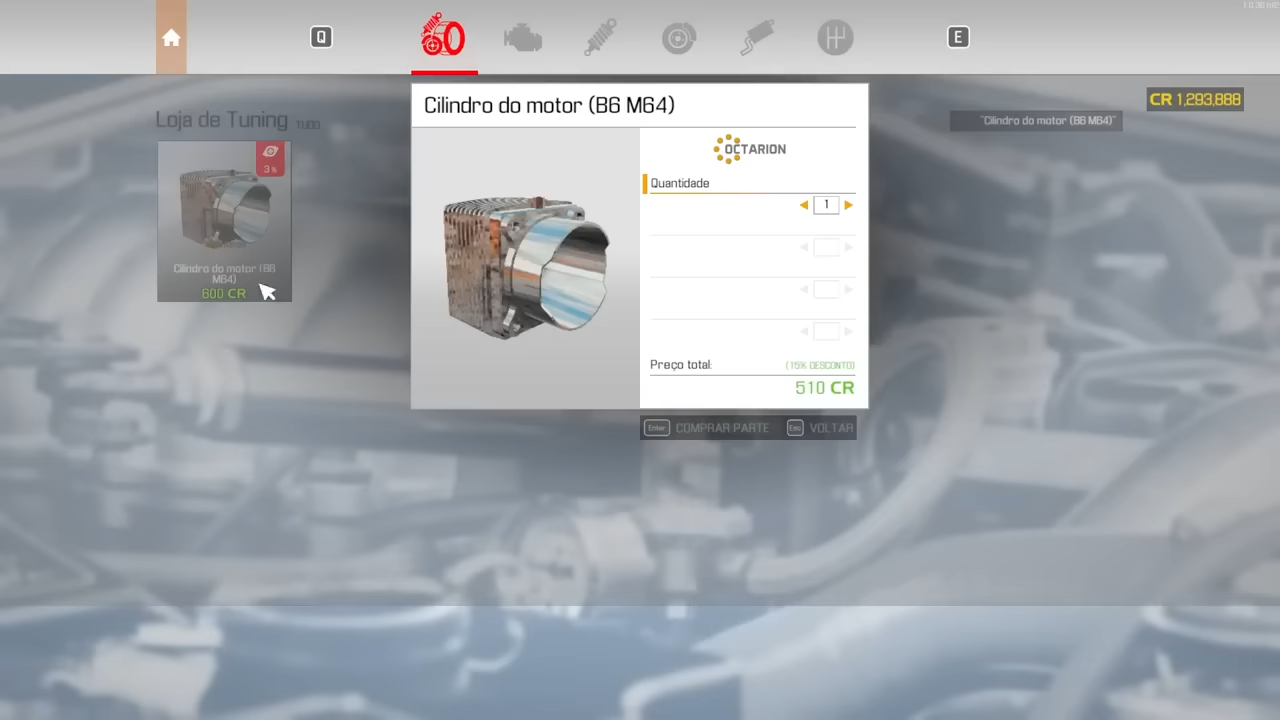 Q
E
Cilindro do motor (B6 M64)
CR 1,293,888
Loja de Tuning TUDO
"Cilindro do motor (B6 M64)"
OCTARION
3%
Quantidade
1
Cilindro do motor (B6
M64)
600 CR
Preço total:
(15% DESCONTO)
510 CR
Enter COMPRAR PARTE Esc VOLTAR